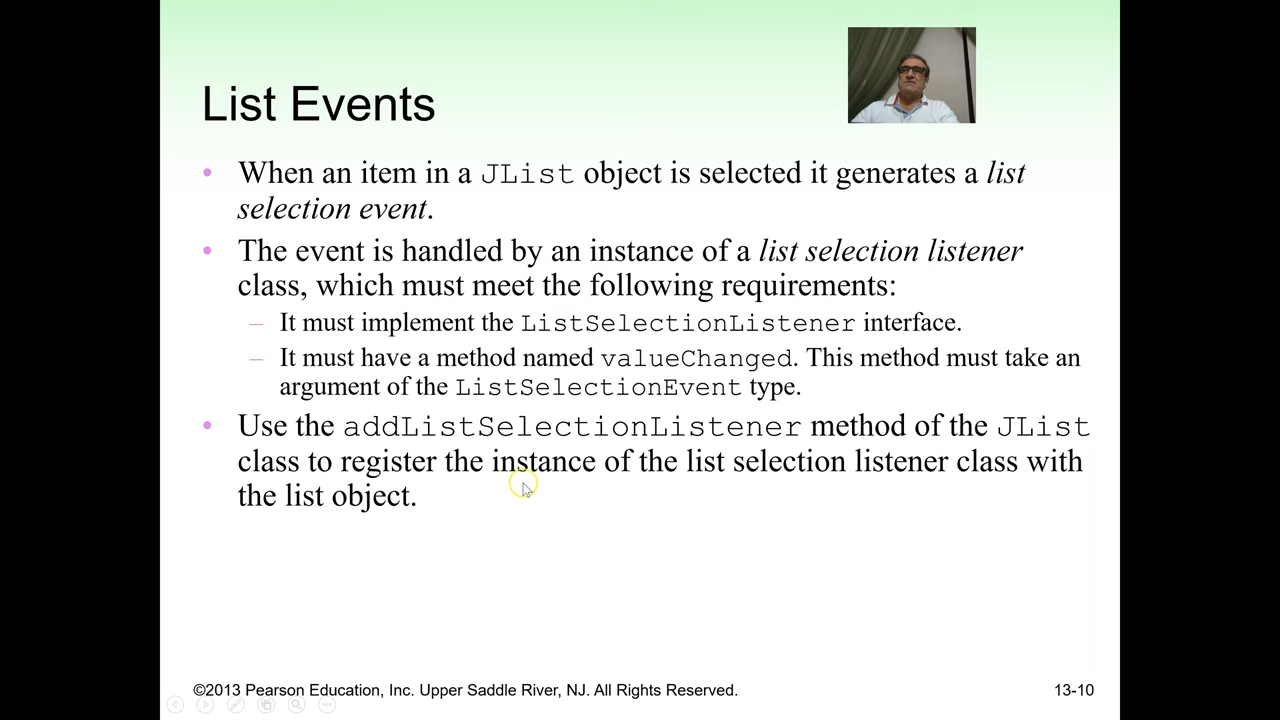 List Events
• When an item in a JList object is selected it generates a list
selection event.
• The event is handled by an instance of a list selection listener
class, which must meet the following requirements:
– It must implement the ListSelectionListener interface.
– It must have a method named valueChanged. This method must take an
argument of the ListSelectionEvent type.
• Use the addListSelectionListener method of the JList
class to register the instance of the list selection listener class with
the list object.
©2013 Pearson Education, Inc. Upper Saddle River, NJ. All Rights Reserved.
13-10